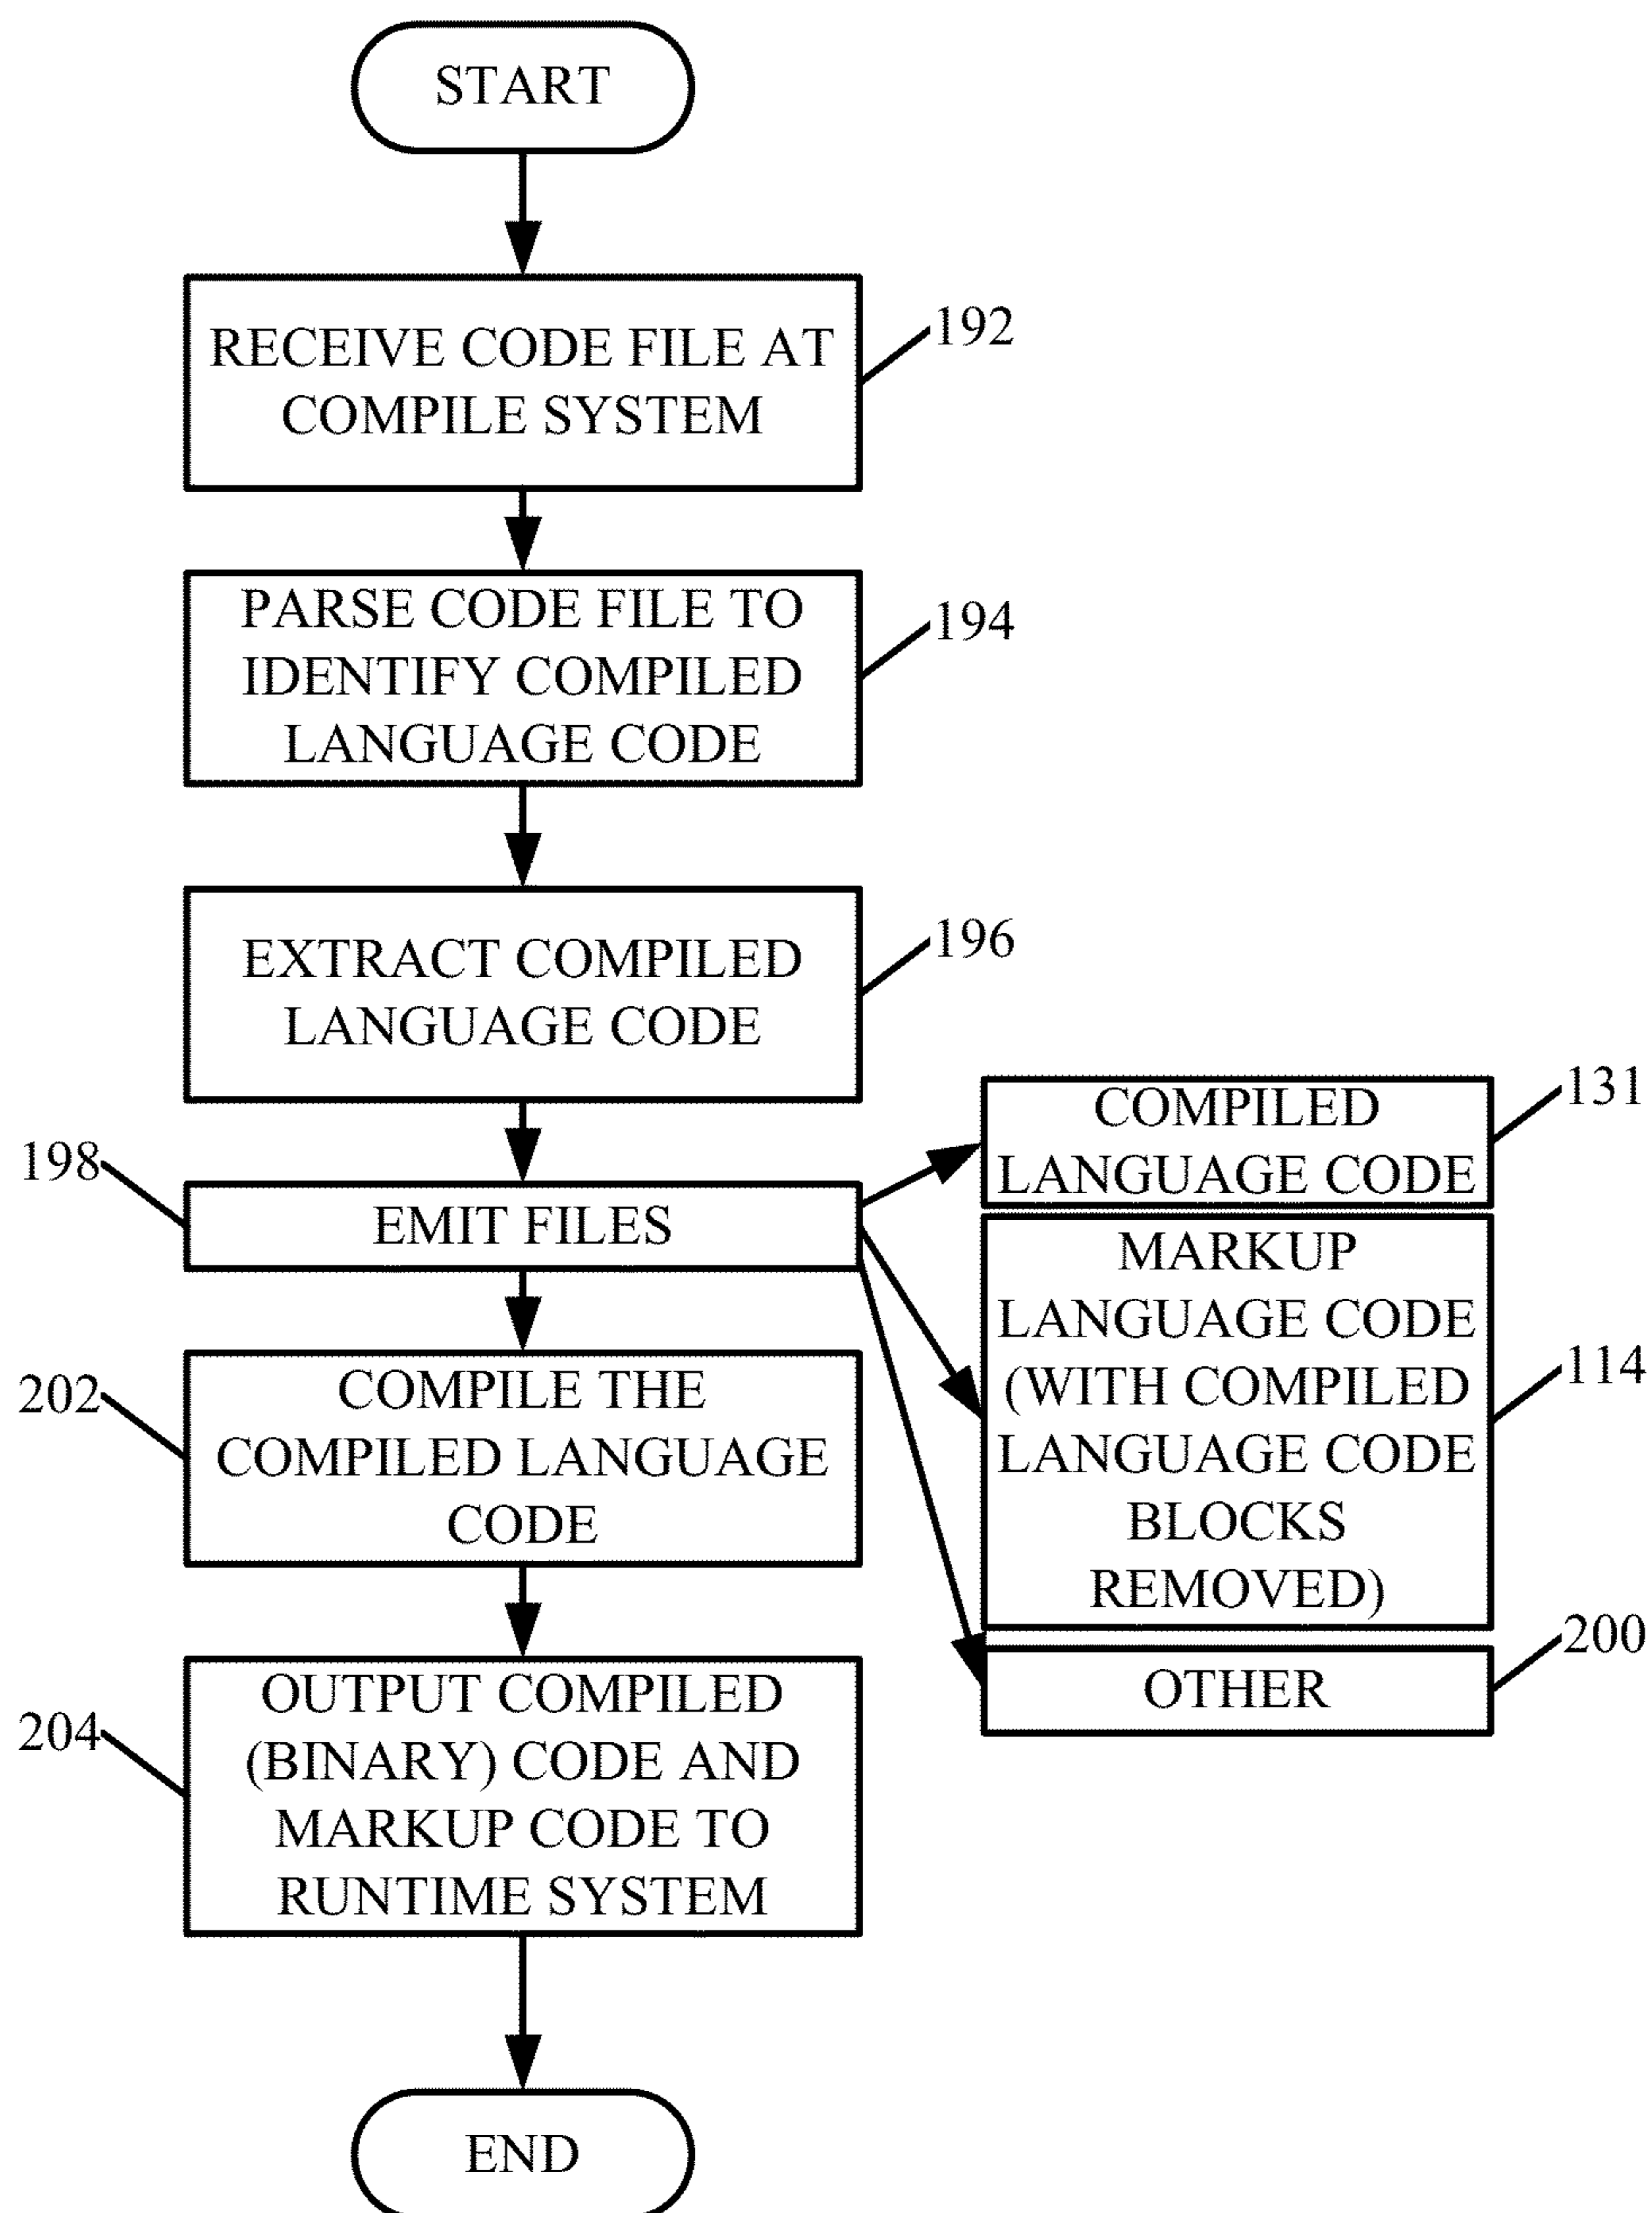 START
RECEIVE CODE FILE AT
COMPILE SYSTEM
192
PARSE CODE FILE TO
IDENTIFY COMPILED
LANGUAGE CODE
194
EXTRACT COMPILED
LANGUAGE CODE
196
198
EMIT FILES
COMPILED
LANGUAGE CODE
131
MARKUP
LANGUAGE CODE
(WITH COMPILED
LANGUAGE CODE
BLOCKS
REMOVED)
114
OTHER
200
202
COMPILE THE
COMPILED LANGUAGE
CODE
204
OUTPUT COMPILED
(BINARY) CODE AND
MARKUP CODE TO
RUNTIME SYSTEM
END